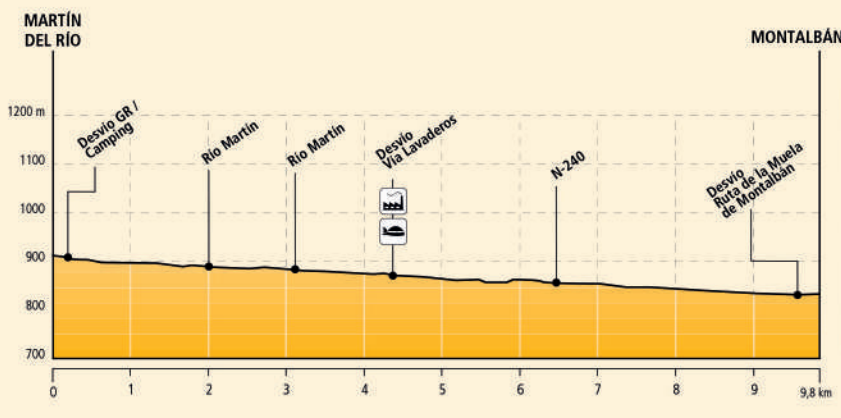 MARTÍN
DEL RÍO
MONTALBÁN
1200 m
1100
1000
900
800
700
Desvío GR /
Camping
Río Martín
Río Martín
Desvío
Vía Lavaderos
N-240
Desvío
Ruta de la Muela
de Montalbán
0
1
2
3
4
5
6
7
8
9
9,8 km